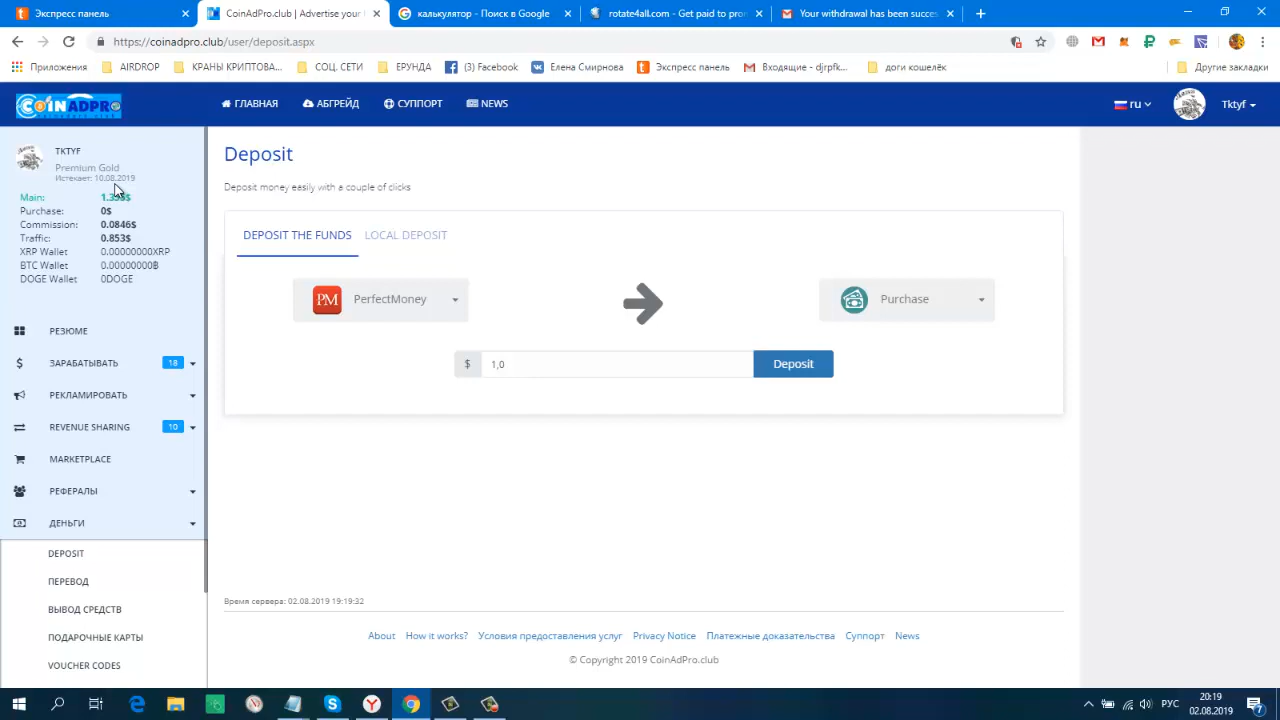 Экспресс панель
CoinAdPro.club | Advertise your
калькулятор - Поиск в Google
rotate4all.com - Get paid to pro
Your withdrawal has been succes
https://coinadpro.club/user/deposit.aspx
Приложения
AIRDROP
КРАНЫ КРИПТОВА...
СОЦ. СЕТИ
ЕРУНДА
(3) Facebook
Елена Смирнова
Экспресс панель
Входящие - djrpfk...
доги кошелёк
Другие закладки
COINADPRO
ГЛАВНАЯ
АБГРЕЙД
СУППОРТ
NEWS
ru
Tktyf
TKTYF
Premium Gold
Истекает: 10.08.2019
Main:
Purchase: 0$
Commission: 0.0846$
Traffic: 0.853$
XRP Wallet 0.00000000XRP
BTC Wallet 0.00000000฿
DOGE Wallet 0DOGE
РЕЗЮМЕ
ЗАРАБАТЫВАТЬ 18
РЕКЛАМИРОВАТЬ
REVENUE SHARING 10
MARKETPLACE
РЕФЕРАЛЫ
ДЕНЬГИ
DEPOSIT
ПЕРЕВОД
ВЫВОД СРЕДСТВ
ПОДАРОЧНЫЕ КАРТЫ
VOUCHER CODES
Deposit
Deposit money easily with a couple of clicks
DEPOSIT THE FUNDS LOCAL DEPOSIT
PM PerfectMoney
Purchase
$ 1,0 Deposit
Время сервера: 02.08.2019 19:19:32
About How it works? Условия предоставления услуг Privacy Notice Платежные доказательства Суппорт News
© Copyright 2019 CoinAdPro.club
РУС
20:19
02.08.2019